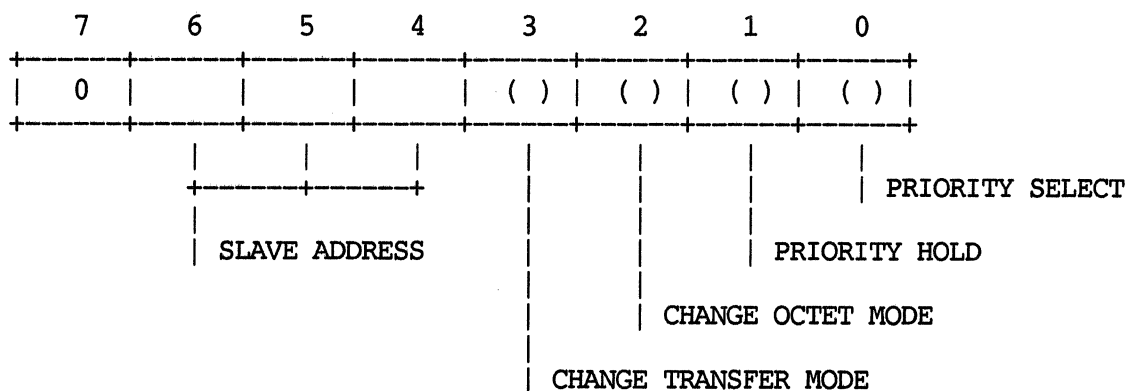 7 6 5 4 3 2 1 0
0 ( ) ( ) ( ) ( )
PRIORITY SELECT
SLAVE ADDRESS PRIORITY HOLD
CHANGE OCTET MODE
CHANGE TRANSFER MODE